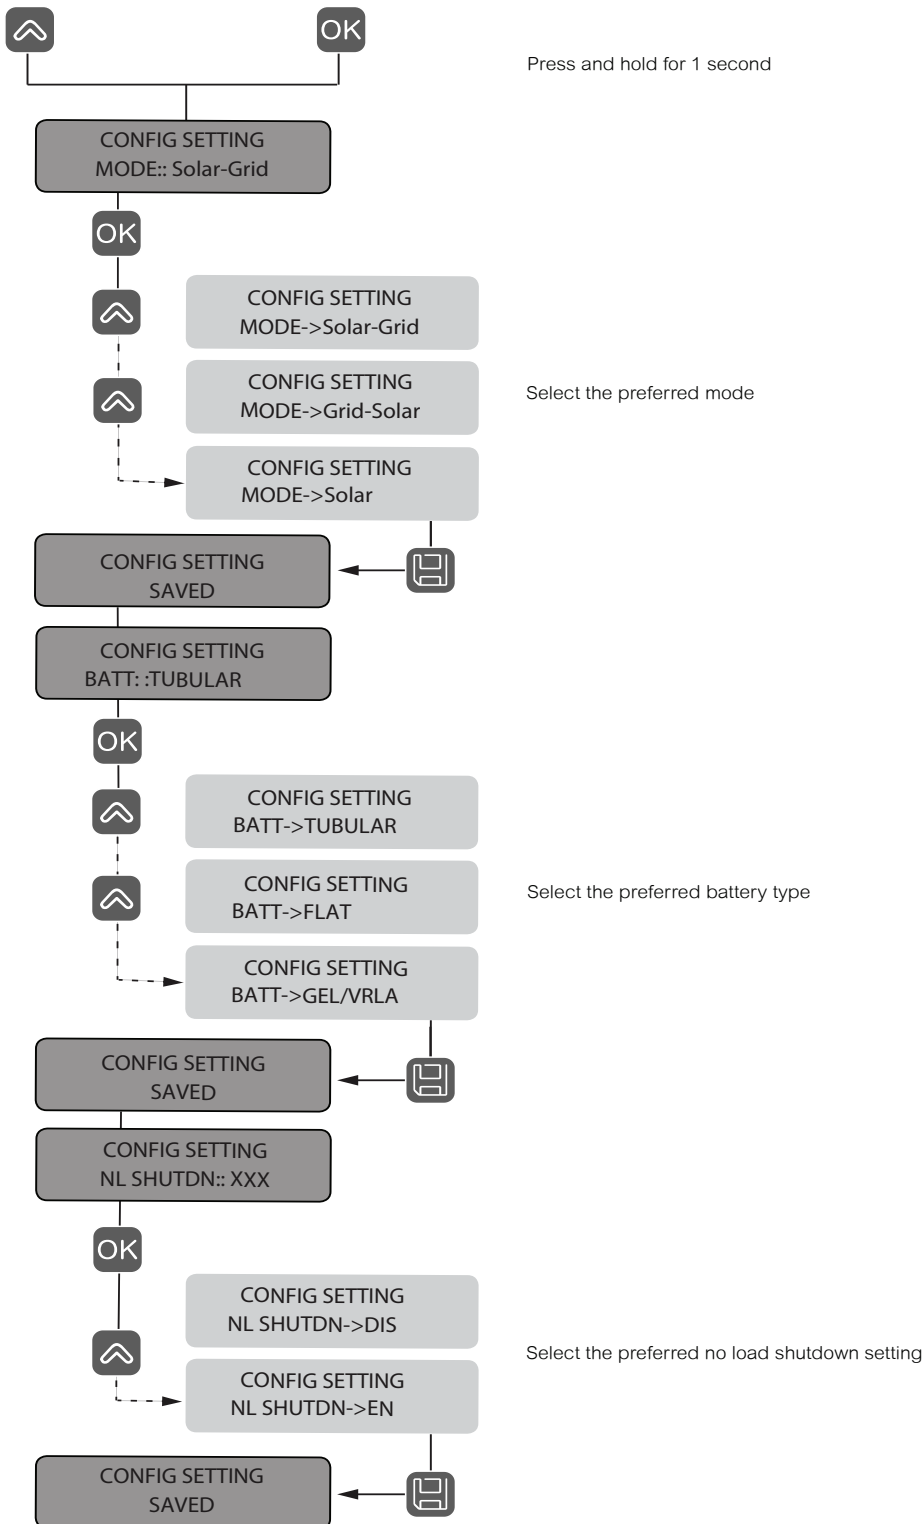 OK
Press and hold for 1 second
CONFIG SETTING
MODE:: Solar-Grid
OK
CONFIG SETTING
MODE->Solar-Grid
CONFIG SETTING
MODE->Grid-Solar
Select the preferred mode
CONFIG SETTING
MODE->Solar
CONFIG SETTING
SAVED
CONFIG SETTING
BATT: :TUBULAR
OK
CONFIG SETTING
BATT->TUBULAR
CONFIG SETTING
BATT->FLAT
Select the preferred battery type
CONFIG SETTING
BATT->GEL/VRLA
CONFIG SETTING
SAVED
CONFIG SETTING
NL SHUTDN:: XXX
OK
CONFIG SETTING
NL SHUTDN->DIS
Select the preferred no load shutdown setting
CONFIG SETTING
NL SHUTDN->EN
CONFIG SETTING
SAVED